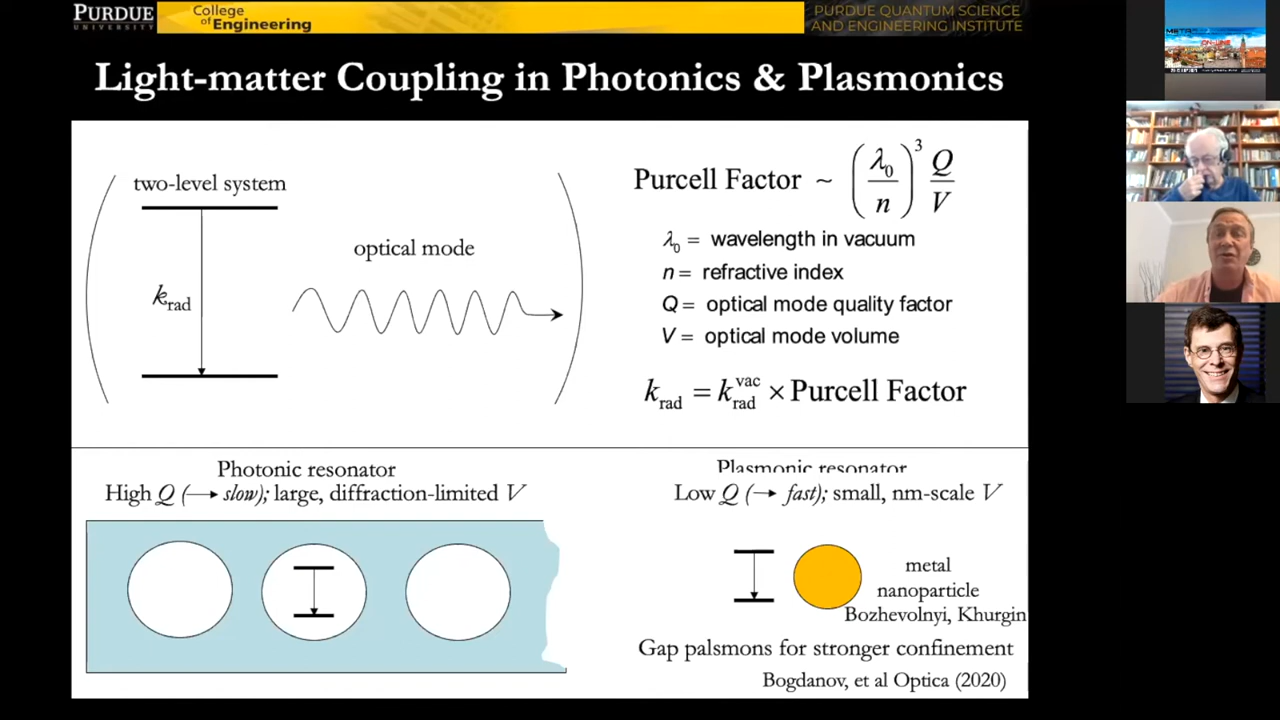 PURDUE
UNIVERSITY
College
of Engineering
PURDUE QUANTUM SCIENCE
AND ENGINEERING INSTITUTE
Light-matter Coupling in Photonics & Plasmonics
two-level system
k_rad
optical mode
Purcell Factor ~ (λ₀/n)³ Q/V
λ₀ = wavelength in vacuum
n = refractive index
Q = optical mode quality factor
V = optical mode volume
k_rad = k_rad^vac × Purcell Factor
Photonic resonator
High Q (→ slow); large, diffraction-limited V
Plasmonic resonator
Low Q (→ fast); small, nm-scale V
metal
nanoparticle
Bozhevolnyi, Khurgin
Gap palsmons for stronger confinement
Bogdanov, et al Optica (2020)
ON-LINE